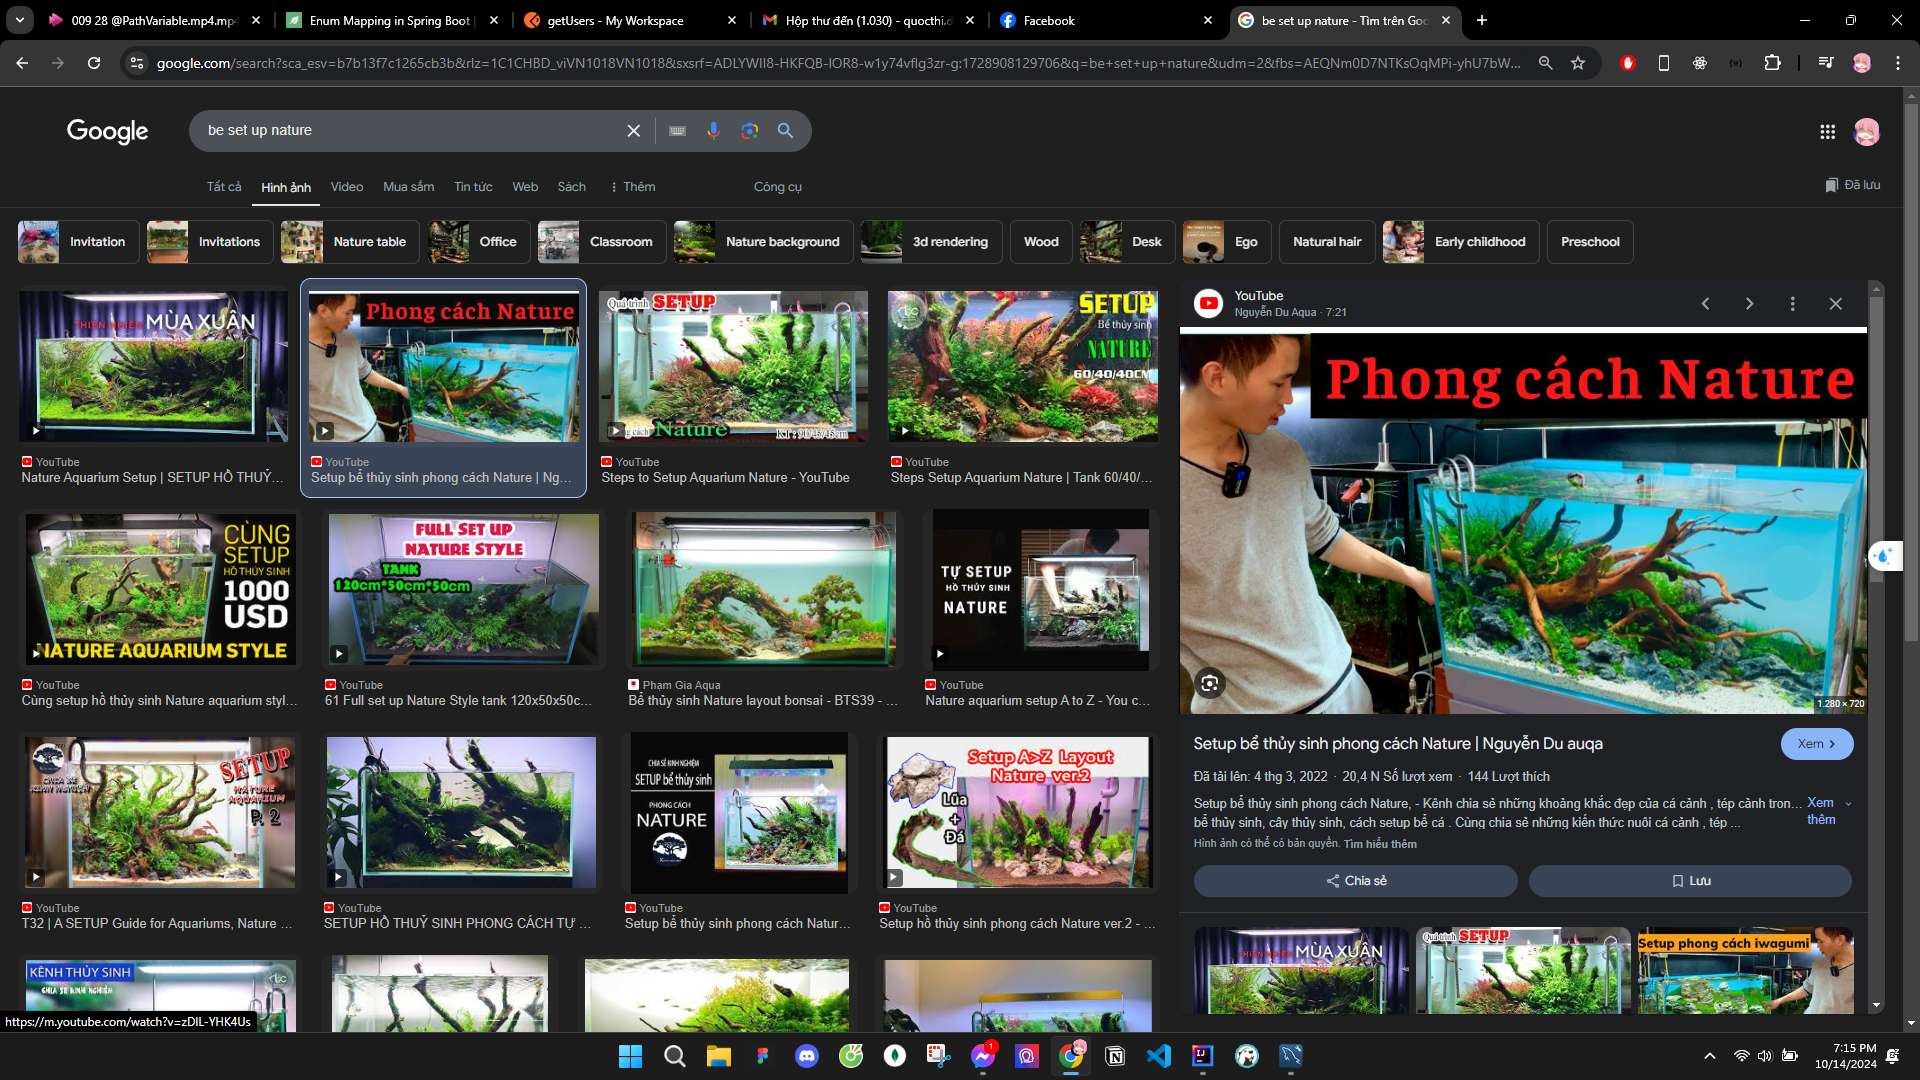 009 28 @PathVariable.mp4.mp4
Enum Mapping in Spring Boot |
getUsers - My Workspace
Hộp thư đến (1.030) - quocthi.d
Facebook
be set up nature - Tìm trên Goo
google.com/search?sca_esv=b7b13f7c1265cb3b&rlz=1C1CHBD_viVN1018VN1018&sxsrf=ADLYWII8-HKFQB-lOR8-w1y74vflg3zr-g:1728908129706&q=be+set+up+nature&udm=2&fbs=AEQNm0D7NTKsOqMPi-yhU7bW...
Google
be set up nature
Tất cả
Hình ảnh
Video
Mua sắm
Tin tức
Web
Sách
Thêm
Công cụ
Đã lưu
Invitation
Invitations
Nature table
Office
Classroom
Nature background
3d rendering
Wood
Desk
Ego
Natural hair
Early childhood
Preschool
THIÊN NHIÊN MÙA XUÂN
YouTube
Nature Aquarium Setup | SETUP HỒ THUỶ...
Phong cách Nature
YouTube
Setup bể thủy sinh phong cách Nature | Ng...
Quá trình SETUP
Phong cách Nature KT : 90/45/45cm
YouTube
Steps to Setup Aquarium Nature - YouTube
SETUP
Bể thủy sinh
NATURE
60/40/40CM
YouTube
Steps Setup Aquarium Nature | Tank 60/40/...
CÙNG
SETUP
HỒ THỦY SINH
1000
USD
NATURE AQUARIUM STYLE
YouTube
Cùng setup hồ thủy sinh Nature aquarium styl...
FULL SET UP
NATURE STYLE
TANK
120cm*50cm*50cm
YouTube
61 Full set up Nature Style tank 120x50x50c...
Phạm Gia Aqua
Bể thủy sinh Nature layout bonsai - BTS39 - ...
TỰ SETUP
HỒ THỦY SINH
NATURE
YouTube
Nature aquarium setup A to Z - You c...
CHIA SẺ
KINH NGHIỆM
SETUP
NATURE
AQUARIUM
P. 2
YouTube
T32 | A SETUP Guide for Aquariums, Nature ...
YouTube
SETUP HỒ THUỶ SINH PHONG CÁCH TỰ ...
CHIA SẺ KINH NGHIỆM
SETUP bể thủy sinh
PHONG CÁCH
NATURE
YouTube
Setup bể thủy sinh phong cách Natur...
Setup A>Z Layout
Nature ver.2
Lũa
+
Đá
YouTube
Setup hồ thủy sinh phong cách Nature ver.2 - ...
KÊNH THỦY SINH
CHIA SẺ KINH NGHIỆM
https://m.youtube.com/watch?v=zDIL-YHK4Us
YouTube
Nguyễn Du Aqua · 7:21
Phong cách Nature
1.280 × 720
Setup bể thủy sinh phong cách Nature | Nguyễn Du auqa
Xem
Đã tải lên: 4 thg 3, 2022 · 20,4 N Số lượt xem · 144 Lượt thích
Setup bể thủy sinh phong cách Nature, - Kênh chia sẻ những khoảng khắc đẹp của cá cảnh , tép cảnh tron...
bể thủy sinh, cây thủy sinh, cách setup bể cá . Cùng chia sẻ những kiến thức nuôi cá cảnh , tép ...
Xem thêm
Hình ảnh có thể có bản quyền. Tìm hiểu thêm
Chia sẻ
Lưu
MÙA XUÂN
Quá trình SETUP
Setup phong cách iwagumi
1
7:15 PM
10/14/2024